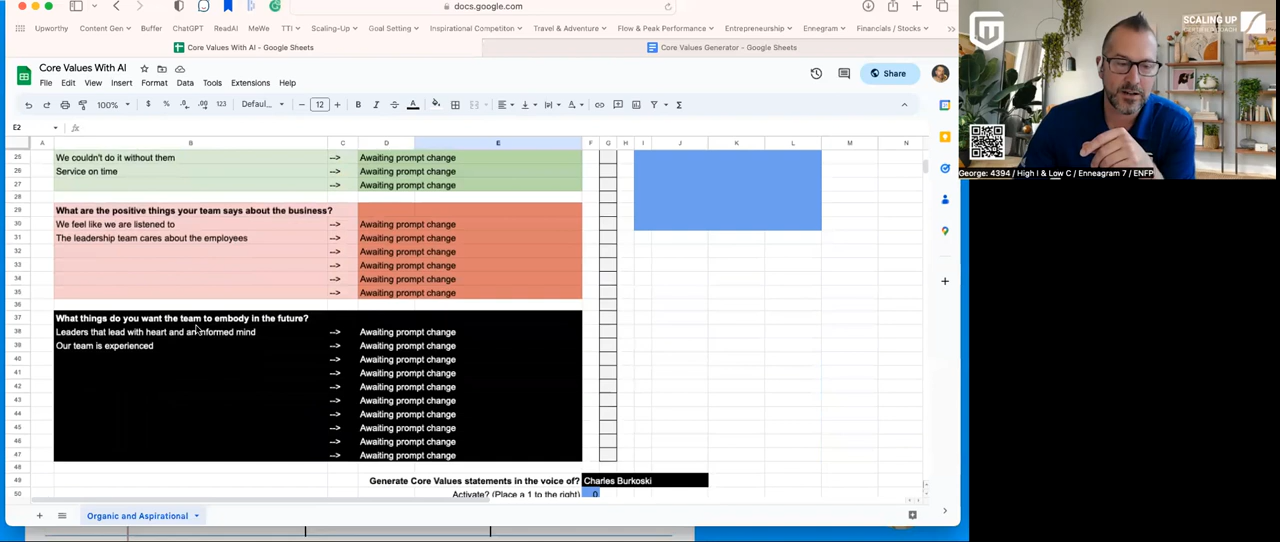 docs.google.com
Upworthy Content Gen Buffer ChatGPT ReadAI MeWe TTI Scaling-Up Goal Setting Inspirational Competiton Travel & Adventure Flow & Peak Performance Entrepreneurship Enneagram Financials / Stocks
Core Values With AI - Google Sheets
Core Values Generator - Google Sheets
Core Values With AI
File Edit View Insert Format Data Tools Extensions Help
Share
100% $ % .0 .00 123 Defaul... 12 B I A
E2 fx
A B C D E F G H I J K L M N
25 We couldn't do it without them --> Awaiting prompt change
26 Service on time --> Awaiting prompt change
27 --> Awaiting prompt change
28
29 What are the positive things your team says about the business?
30 We feel like we are listened to --> Awaiting prompt change
31 The leadership team cares about the employees --> Awaiting prompt change
32 --> Awaiting prompt change
33 --> Awaiting prompt change
34 --> Awaiting prompt change
35 --> Awaiting prompt change
36
37 What things do you want the team to embody in the future?
38 Leaders that lead with heart and an informed mind --> Awaiting prompt change
39 Our team is experienced --> Awaiting prompt change
40 --> Awaiting prompt change
41 --> Awaiting prompt change
42 --> Awaiting prompt change
43 --> Awaiting prompt change
44 --> Awaiting prompt change
45 --> Awaiting prompt change
46 --> Awaiting prompt change
47 --> Awaiting prompt change
48
49 Generate Core Values statements in the voice of? Charles Burkoski
50 Activate? (Place a 1 to the right) 0
Organic and Aspirational
SCALING UP
George: 4394 / High I & Low C / Enneagram 7 / ENFP